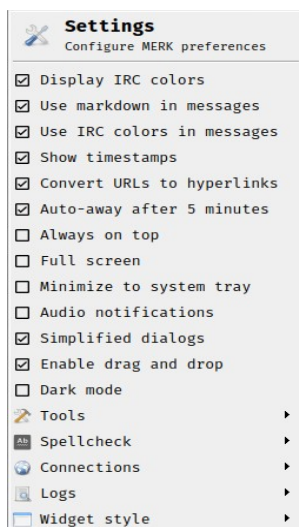 Settings
Configure MERK preferences
Display IRC colors
Use markdown in messages
Use IRC colors in messages
Show timestamps
Convert URLs to hyperlinks
Auto-away after 5 minutes
Always on top
Full screen
Minimize to system tray
Audio notifications
Simplified dialogs
Enable drag and drop
Dark mode
Tools
Ab Spellcheck
Connections
Logs
Widget style